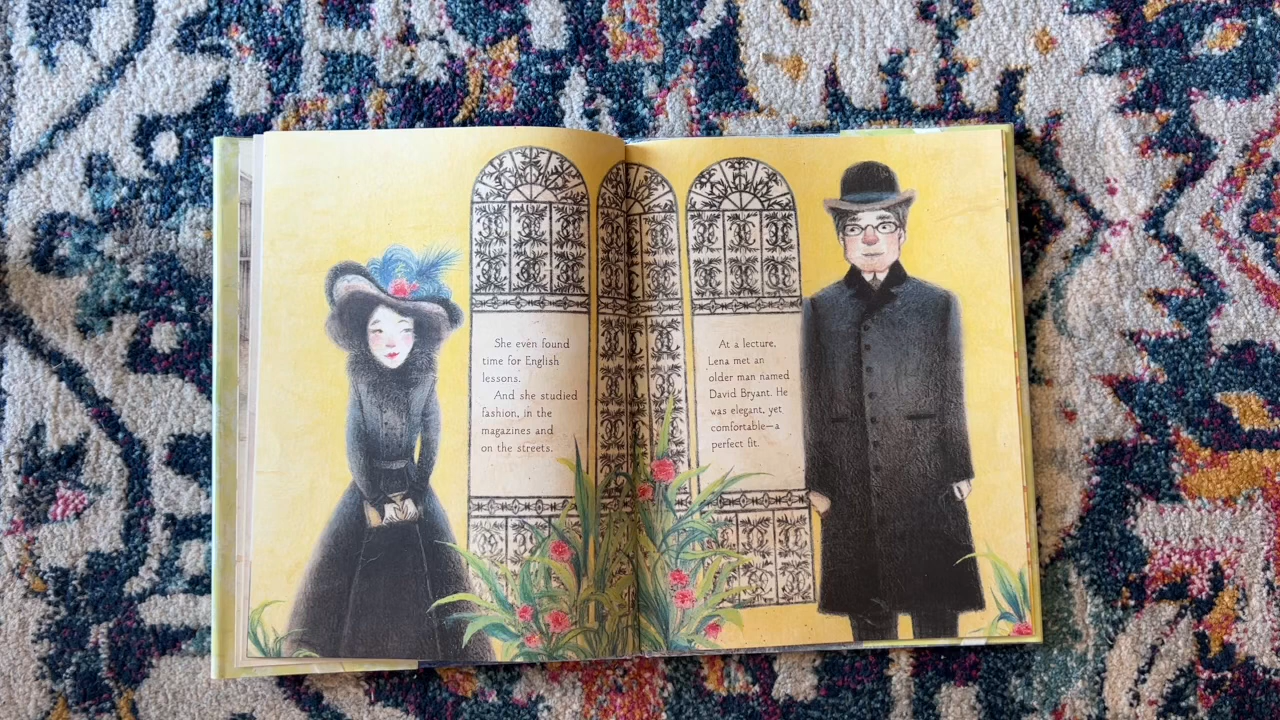 She even found
time for English
lessons.
And she studied
fashion, in the
magazines and
on the streets.
At a lecture,
Lena met an
older man named
David Bryant. He
was elegant, yet
comfortable—a
perfect fit.